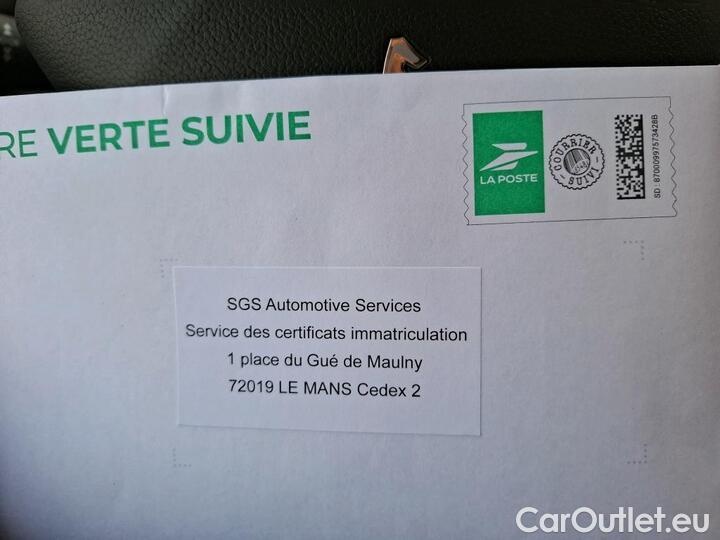 RE VERTE SUIVIE
LA POSTE
COURRIER
SUIVI
SD : 87000997573428B
SGS Automotive Services
Service des certificats immatriculation
1 place du Gué de Maulny
72019 LE MANS Cedex 2
CarOutlet.eu